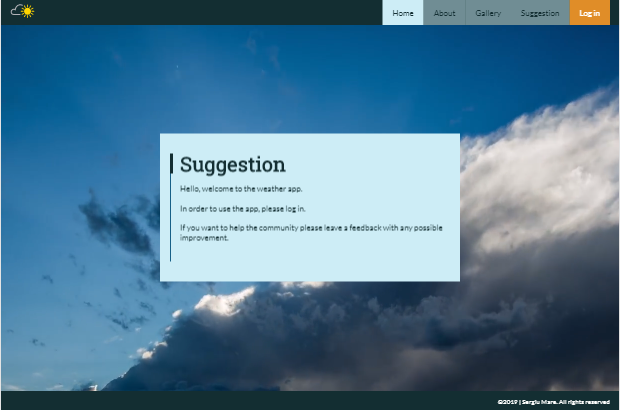 Home About Gallery Suggestion Log in
Suggestion
Hello, welcome to the weather app.
In order to use the app, please log in.
If you want to help the community please leave a feedback with any possible
improvement.
©2019 | Sergiu Mare. All rights reserved